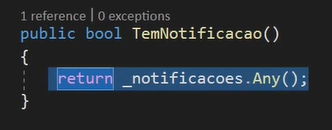 1 reference | 0 exceptions
public bool TemNotificacao()
{
return _notificacoes.Any();
}